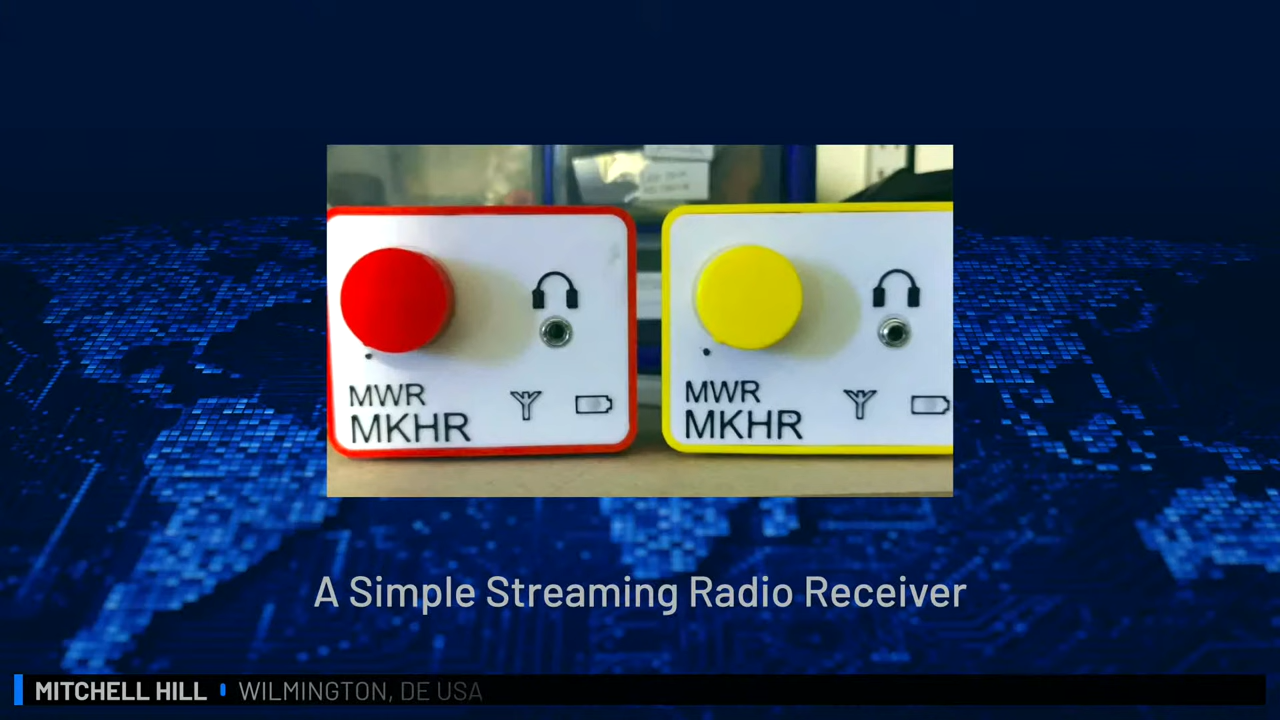 MWR
MKHR
MWR
MKHR
A Simple Streaming Radio Receiver
MITCHELL HILL WILMINGTON, DE USA